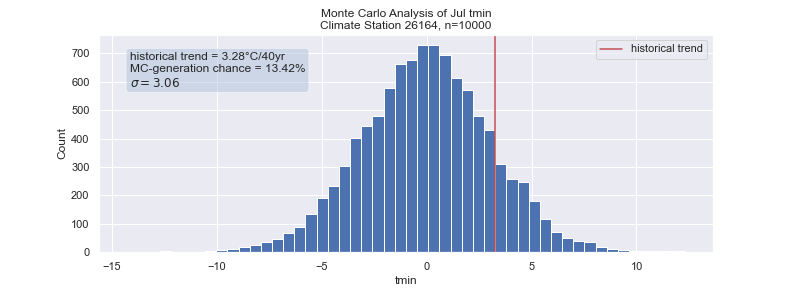 Monte Carlo Analysis of Jul tmin
Climate Station 26164, n=10000
historical trend = 3.28°C/40yr
MC-generation chance = 13.42%
σ = 3.06
historical trend
Count
700
600
500
400
300
200
100
0
−15
−10
−5
0
5
10
tmin